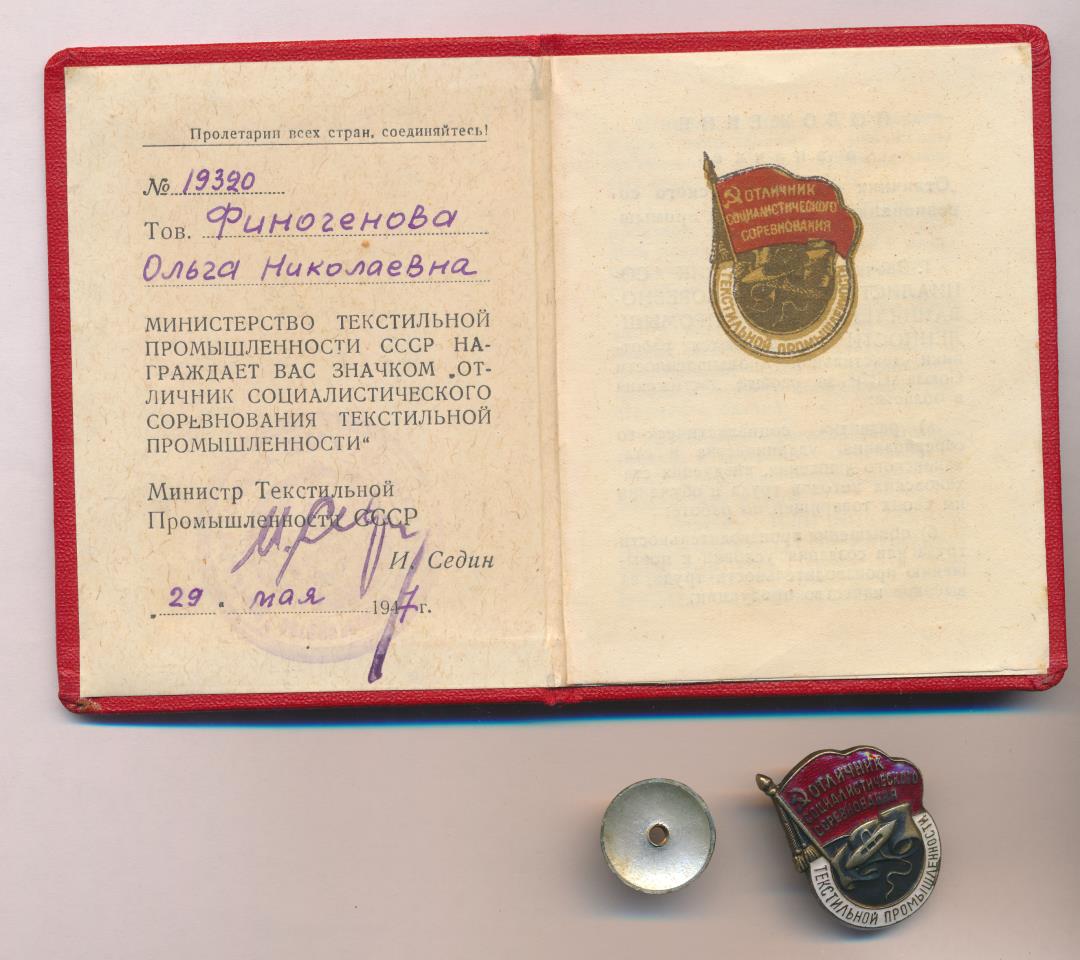 Пролетарии всех стран, соединяйтесь!
№ 19320
Тов. Финогенова
Ольга Николаевна
МИНИСТЕРСТВО ТЕКСТИЛЬНОЙ
ПРОМЫШЛЕННОСТИ СССР НА-
ГРАЖДАЕТ ВАС ЗНАЧКОМ „ОТ-
ЛИЧНИК СОЦИАЛИСТИЧЕСКОГО
СОРЕВНОВАНИЯ ТЕКСТИЛЬНОЙ
ПРОМЫШЛЕННОСТИ“
Министр Текстильной
Промышленности СССР
И. Седин
„29“ мая 1947 г.
ОТЛИЧНИК
СОЦИАЛИСТИЧЕСКОГО
СОРЕВНОВАНИЯ
ТЕКСТИЛЬНОЙ ПРОМЫШЛЕННОСТИ
ОТЛИЧНИК
СОЦИАЛИСТИЧЕСКОГО
СОРЕВНОВАНИЯ
ТЕКСТИЛЬНОЙ ПРОМЫШЛЕННОСТИ